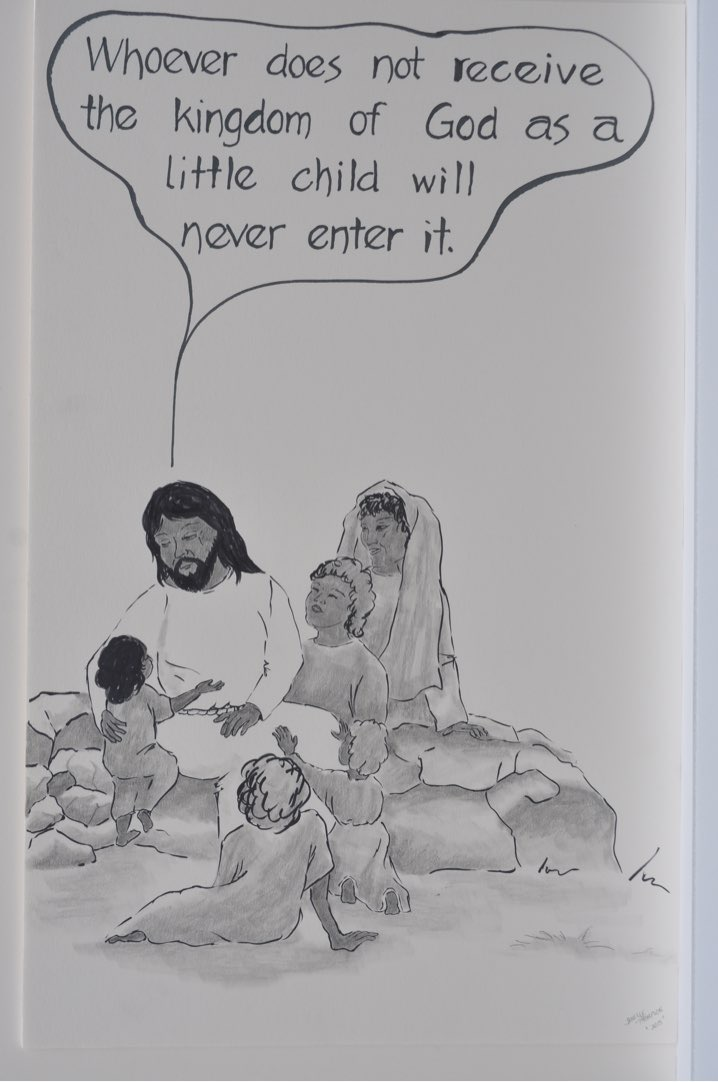 Whoever does not receive
the kingdom of God as a
little child will
never enter it.